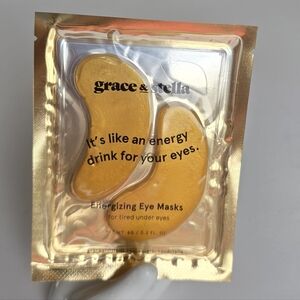 grace & stella
It's like an energy
drink for your eyes.
Energizing Eye Masks
for tired under eyes